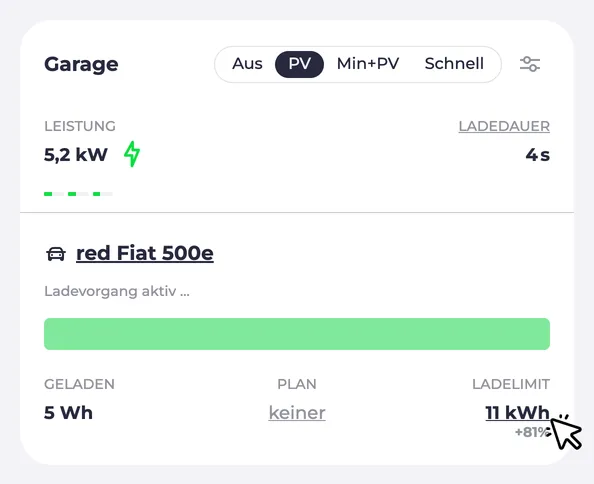 Garage
Aus PV Min+PV Schnell
LEISTUNG LADEDAUER
5,2 kW 4 s
red Fiat 500e
Ladevorgang aktiv ...
GELADEN PLAN LADELIMIT
5 Wh keiner 11 kWh
+81%